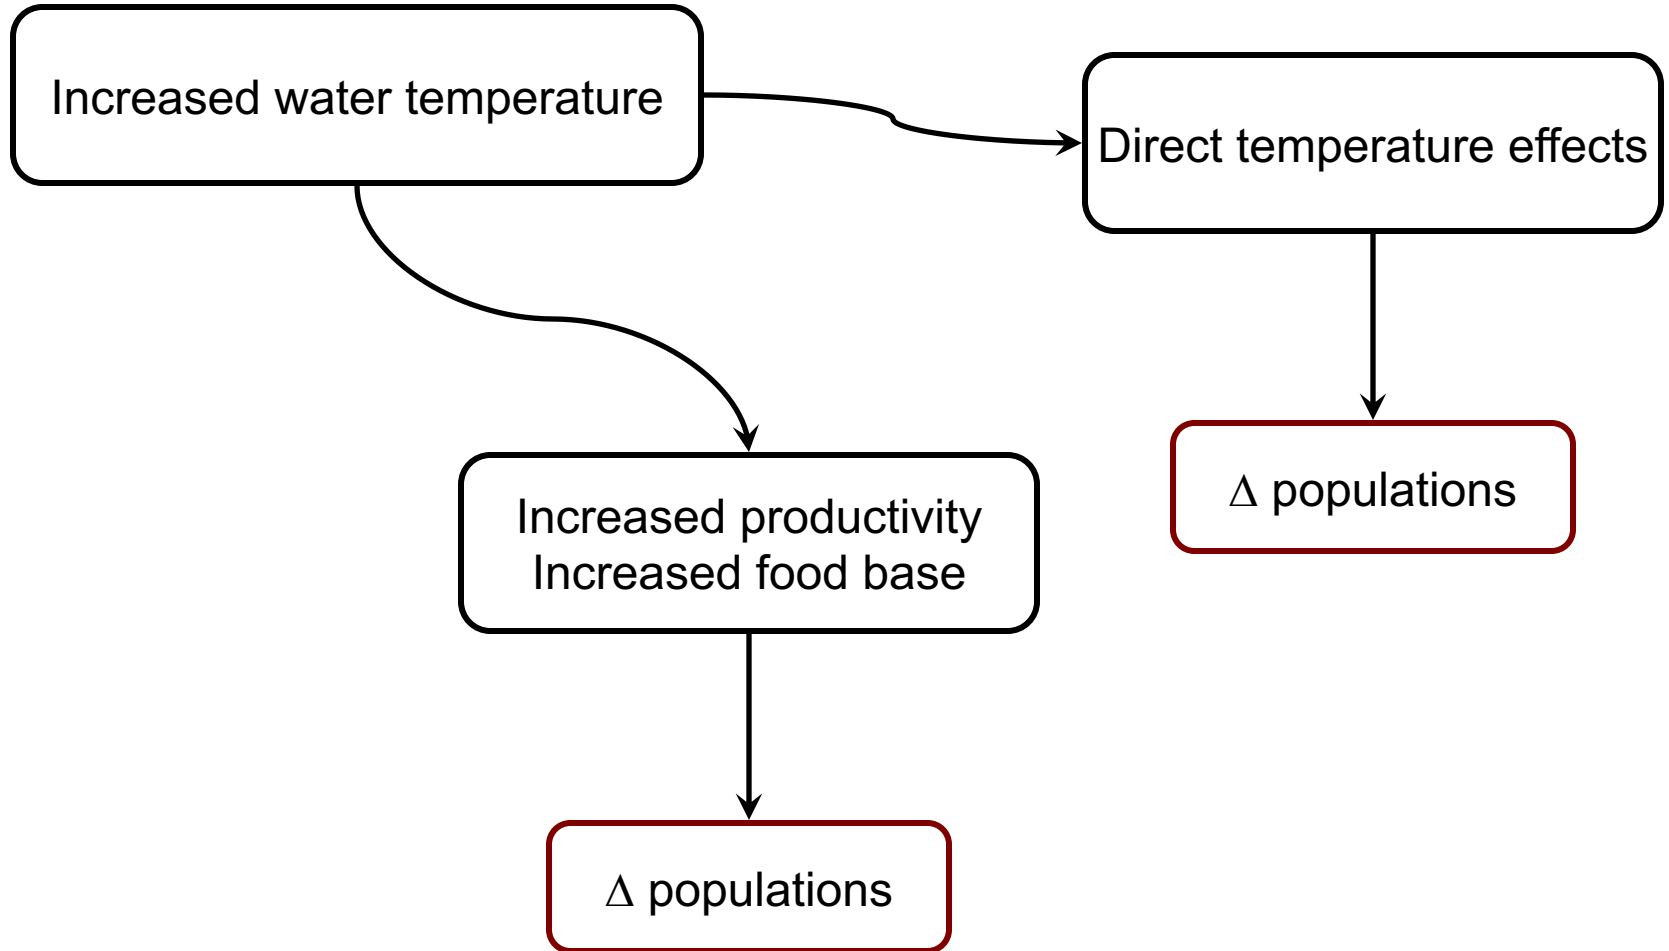 Increased water temperature
Direct temperature effects
Δ populations
Increased productivity
Increased food base
Δ populations